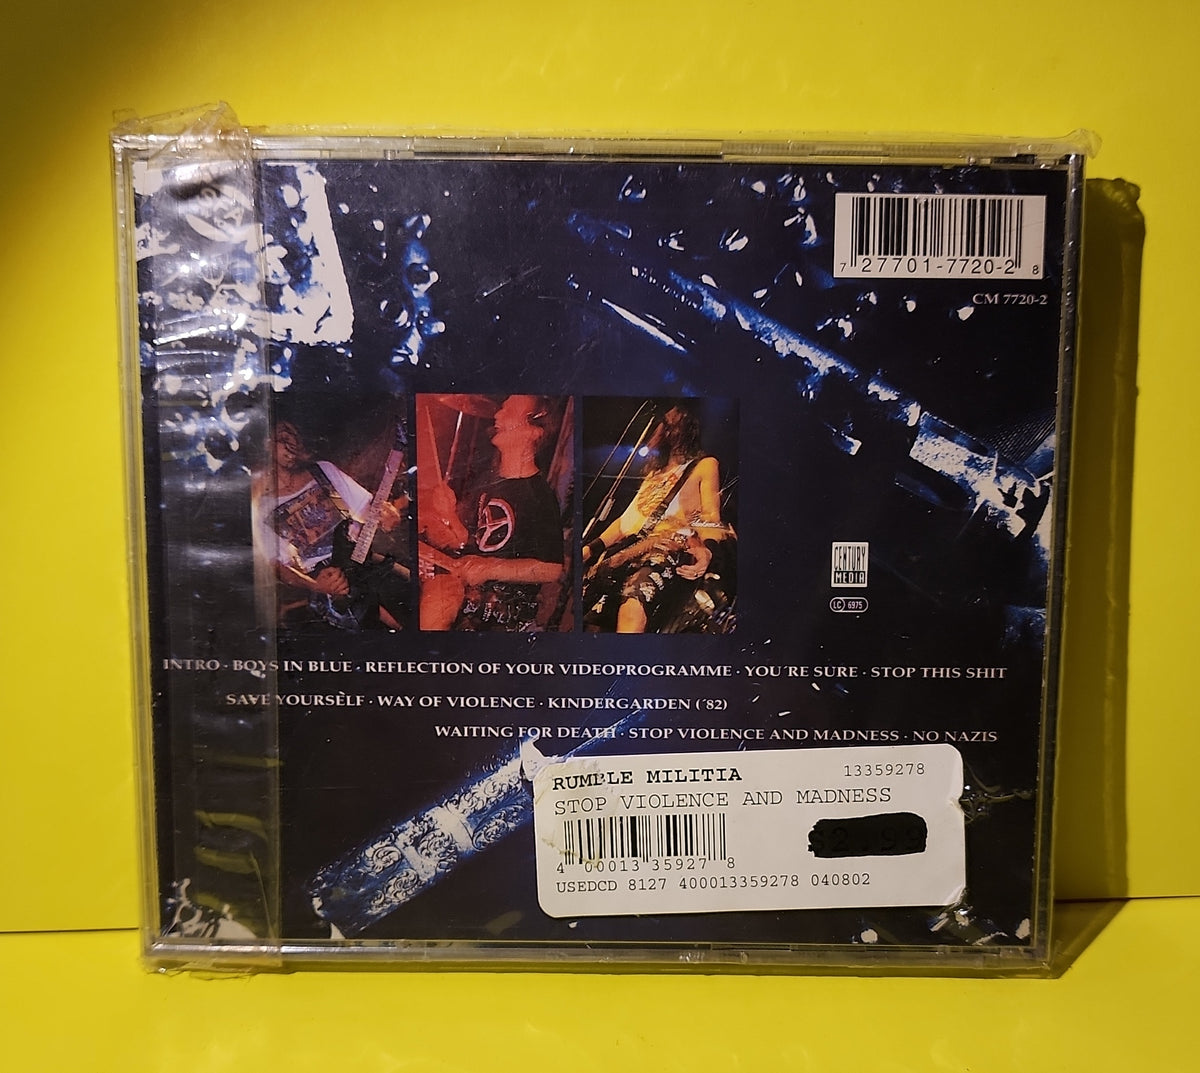 7 27701-7720-2 8
CM 7720-2
CENTURY
MEDIA
LC 6975
INTRO · BOYS IN BLUE · REFLECTION OF YOUR VIDEOPROGRAMME · YOU´RE SURE · STOP THIS SHIT
SAVE YOURSELF · WAY OF VIOLENCE · KINDERGARDEN (´82)
WAITING FOR DEATH · STOP VIOLENCE AND MADNESS · NO NAZIS
RUMBLE MILITIA 13359278
STOP VIOLENCE AND MADNESS
$2.99
4 00013 35927 8
USEDCD 8127 400013359278 040802